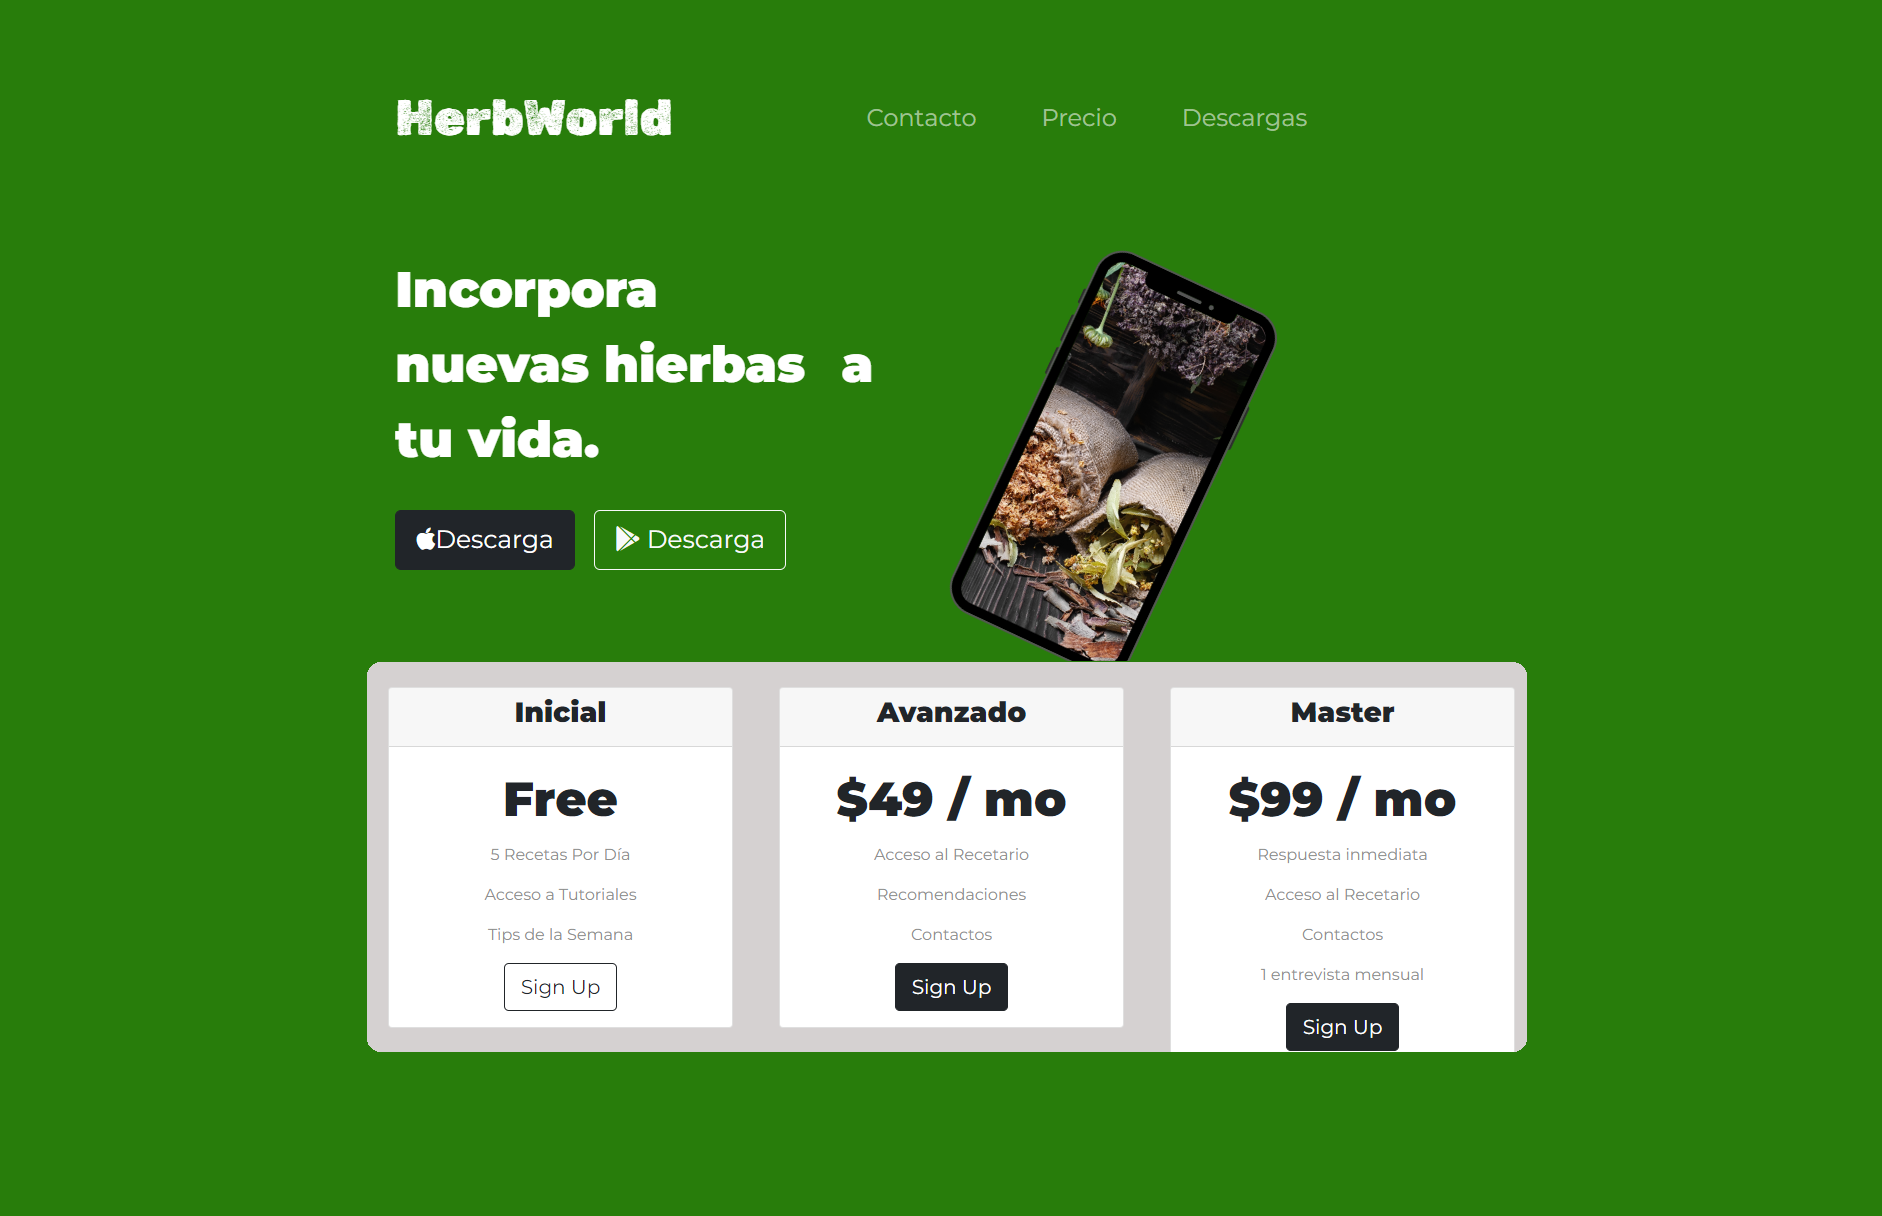 HerbWorld
Contacto
Precio
Descargas
Incorpora
nuevas hierbas a
tu vida.
Descarga
Descarga
Inicial
Free
5 Recetas Por Día
Acceso a Tutoriales
Tips de la Semana
Sign Up
Avanzado
$49 / mo
Acceso al Recetario
Recomendaciones
Contactos
Sign Up
Master
$99 / mo
Respuesta inmediata
Acceso al Recetario
Contactos
1 entrevista mensual
Sign Up